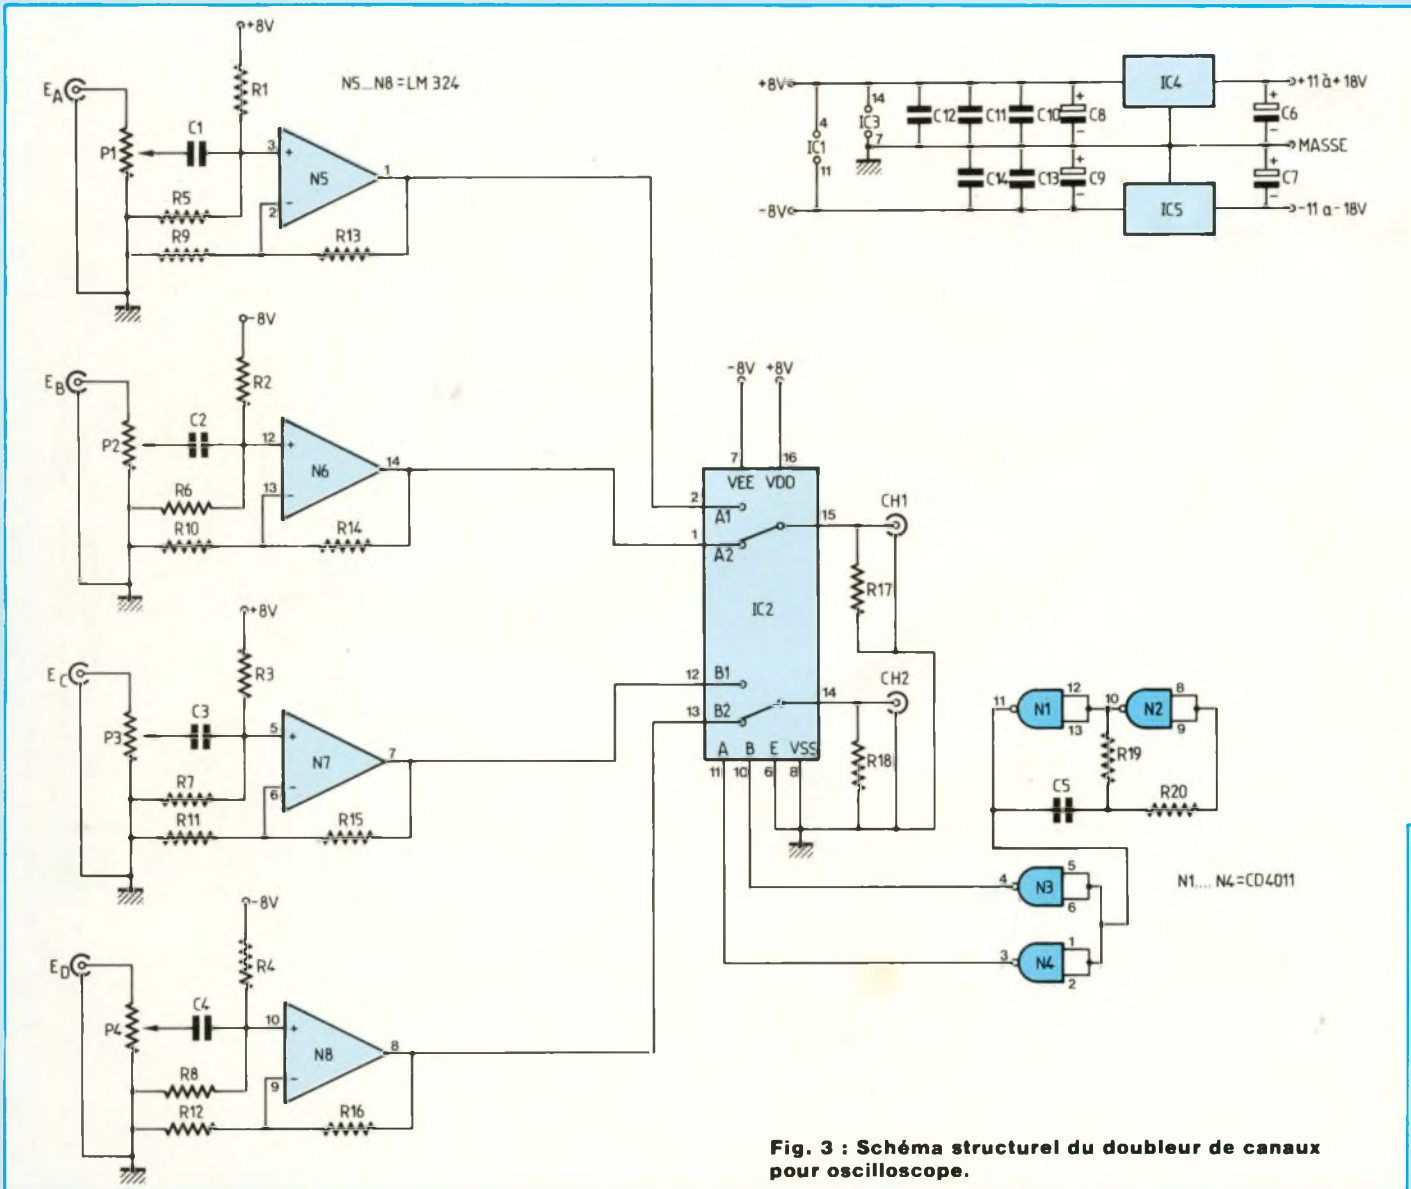 +8V
E A
R1
N5...N8=LM 324
C1
P1
3
+
N5
1
2
−
R5
R9
R13
-8V
E B
R2
C2
P2
12
+
N6
14
13
−
R6
R10
R14
+8V
E C
R3
C3
P3
5
+
N7
7
6
−
R7
R11
R15
-8V
E D
R4
C4
P4
10
+
N8
8
9
−
R8
R12
R16
+8V
4
IC1
11
14
IC3
7
C12
C11
C10
+
C8
−
IC4
+11 à+18V
+
C6
−
MASSE
C14
C13
+
C9
−
+
C7
−
-8V
IC5
-11 a-18V
-8V +8V
7 16
VEE VDD
2 A1
1 A2
15
CH1
R17
IC2
12 B1
13 B2
14
CH2
R18
A B E VSS
11 10 6 8
11
N1
12
13
10
N2
8
9
R19
C5
R20
4
N3
5
6
N1.... N4=CD4011
3
N4
1
2
Fig. 3 : Schéma structurel du doubleur de canaux
pour oscilloscope.